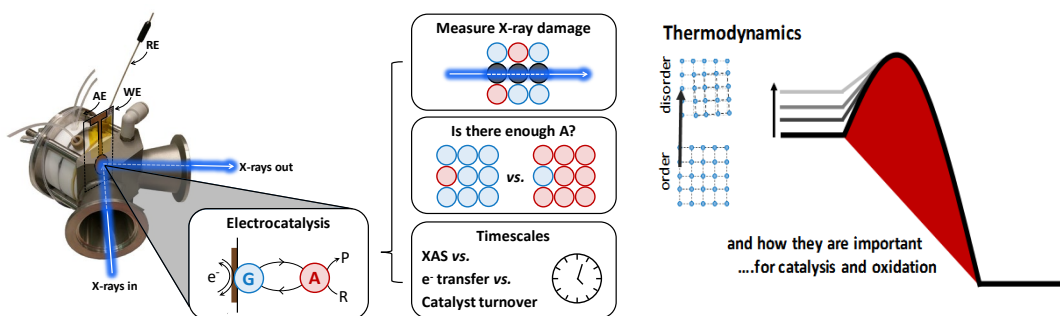 RE
AE
WE
X-rays out
X-rays in
Electrocatalysis
e⁻
G
A
P
R
Measure X-ray damage
Is there enough A?
vs.
Timescales
XAS vs.
e⁻ transfer vs.
Catalyst turnover
Thermodynamics
disorder
order
and how they are important
....for catalysis and oxidation